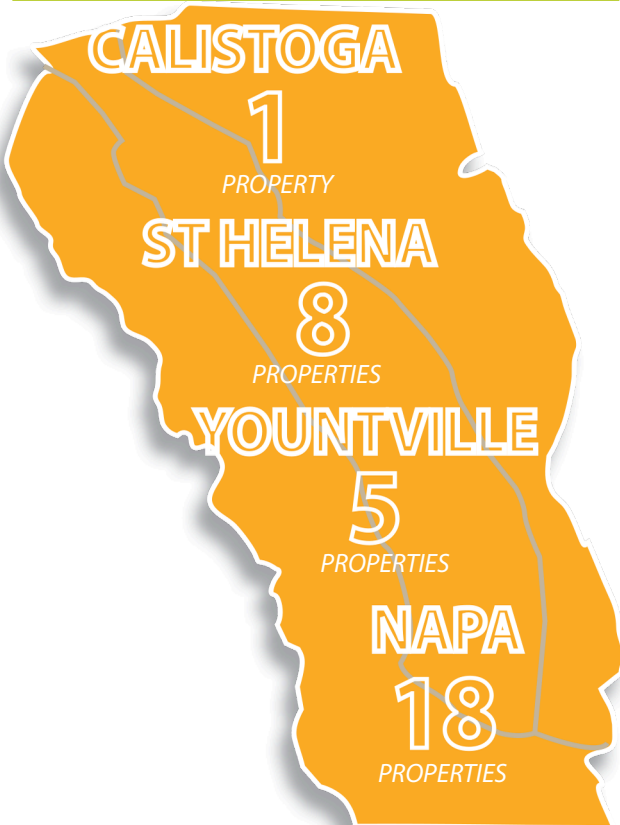 CALISTOGA
1
PROPERTY
ST HELENA
8
PROPERTIES
YOUNTVILLE
5
PROPERTIES
NAPA
18
PROPERTIES